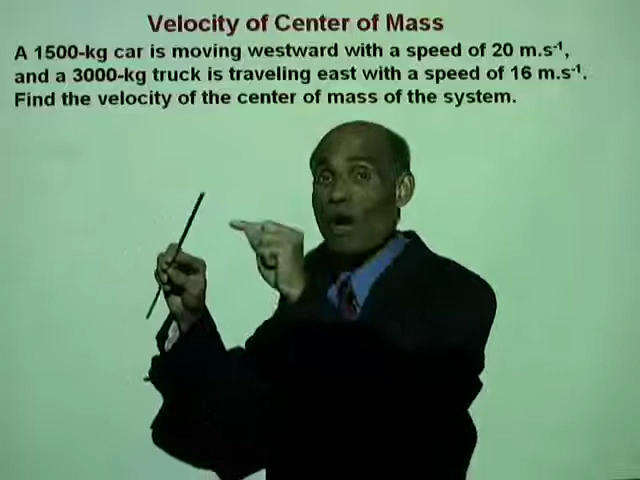 Velocity of Center of Mass
A 1500-kg car is moving westward with a speed of 20 m.s⁻¹,
and a 3000-kg truck is traveling east with a speed of 16 m.s⁻¹.
Find the velocity of the center of mass of the system.